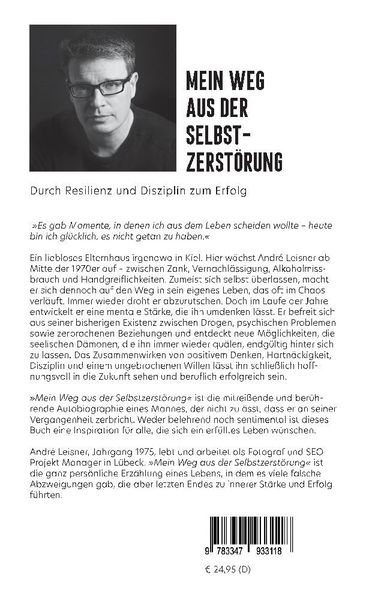 MEIN WEG
AUS DER
SELBST-
ZERSTÖRUNG
Durch Resilienz und Disziplin zum Erfolg
»Es gab Momente, in denen ich aus dem Leben scheiden wollte – heute
bin ich glücklich, es nicht getan zu haben.«
Ein liebloses Elternhaus irgendwo in Kiel. Hier wächst André Leisner ab
Mitte der 1970er auf – zwischen Zank, Vernachlässigung, Alkoholmiss-
brauch und Handgreiflichkeiten. Zumeist sich selbst überlassen, macht
er sich dennoch auf den Weg in sein eigenes Leben, das oft im Chaos
verläuft. Immer wieder droht er abzurutschen. Doch im Laufe der Jahre
entwickelt er eine mentale Stärke, die ihn umdenken lässt. Er befreit sich
aus seiner bisherigen Existenz zwischen Drogen, psychischen Problemen
sowie zerbrochenen Beziehungen und entdeckt neue Möglichkeiten, die
seelischen Dämonen, die ihn immer wieder quälen, endgültig hinter sich
zu lassen. Das Zusammenwirken von positivem Denken, Hartnäckigkeit,
Disziplin und einem ungebrochenen Willen lässt ihn schließlich hoff-
nungsvoll in die Zukunft sehen und beruflich erfolgreich sein.
»Mein Weg aus der Selbstzerstörung« ist die mitreißende und berüh-
rende Autobiographie eines Mannes, der nicht zulässt, dass er an seiner
Vergangenheit zerbricht. Weder belehrend noch sentimental ist dieses
Buch eine Inspiration für alle, die sich ein erfülltes Leben wünschen.
André Leisner, Jahrgang 1975, lebt und arbeitet als Fotograf und SEO
Projekt Manager in Lübeck. »Mein Weg aus der Selbstzerstörung« ist
die ganz persönliche Erzählung eines Lebens, in dem es viele falsche
Abzweigungen gab, die aber letzten Endes zu innerer Stärke und Erfolg
führten.
9 783347 933118
€ 24,95 (D)